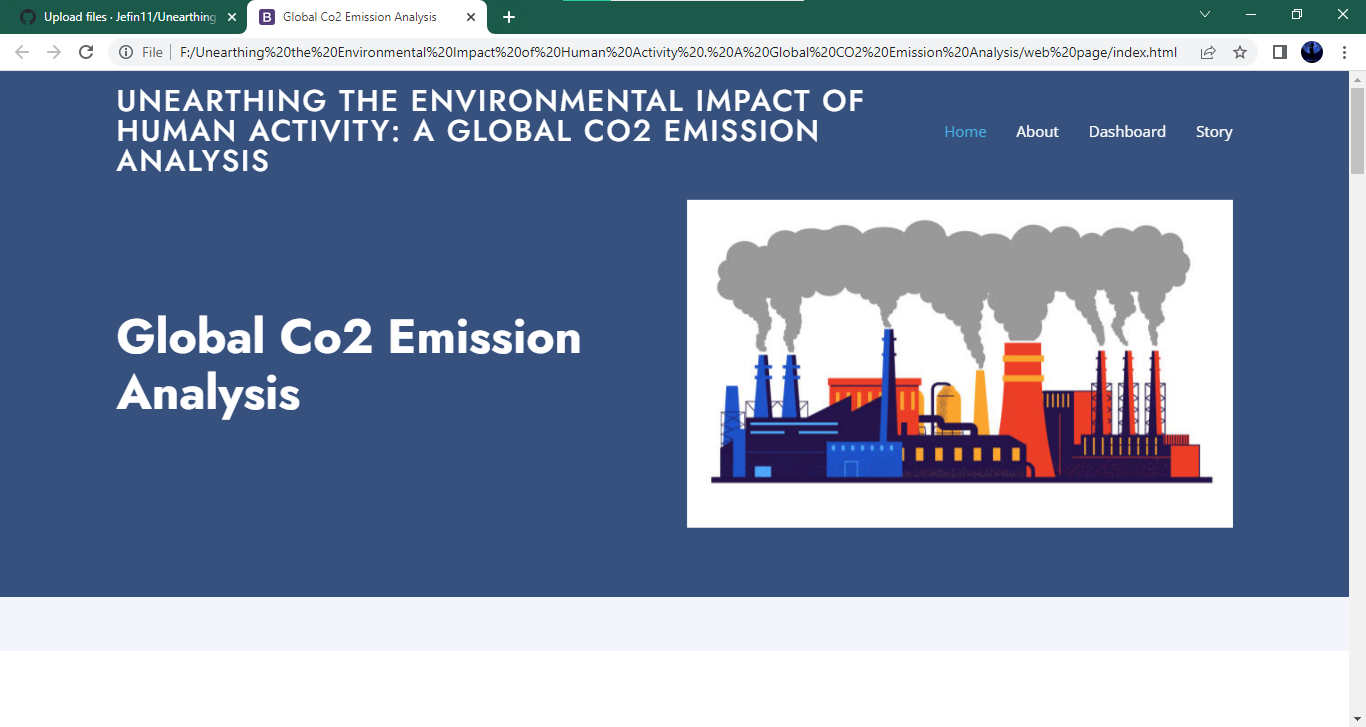 Upload files · Jefin11/Unearthing
Global Co2 Emission Analysis
File
F:/Unearthing%20the%20Environmental%20Impact%20of%20Human%20Activity%20.%20A%20Global%20CO2%20Emission%20Analysis/web%20page/index.html
UNEARTHING THE ENVIRONMENTAL IMPACT OF
HUMAN ACTIVITY: A GLOBAL CO2 EMISSION
ANALYSIS
Home About Dashboard Story
Global Co2 Emission
Analysis